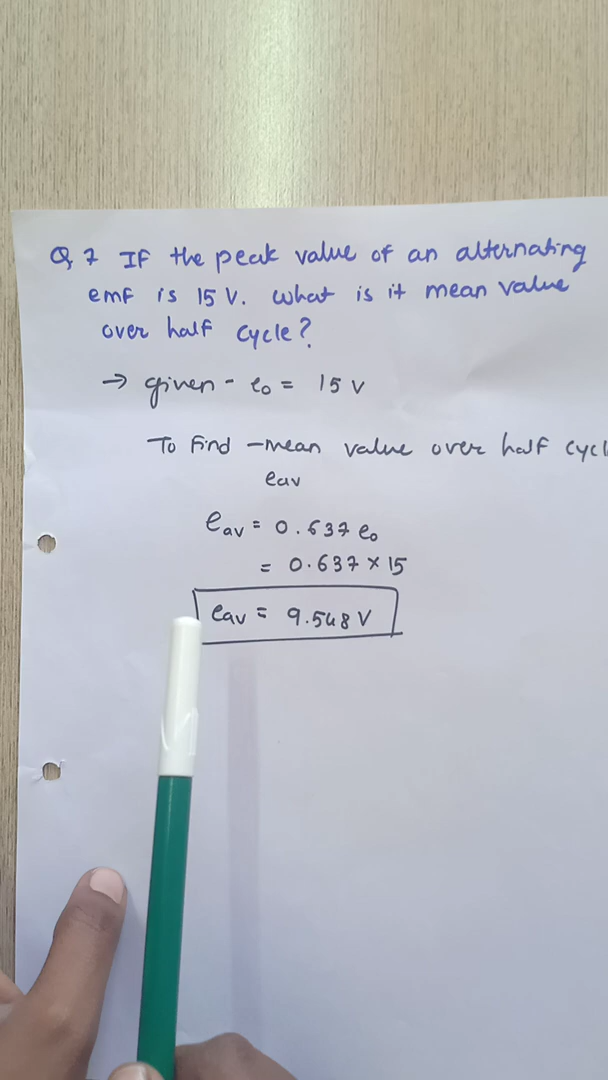 Q 7 If the peak value of an alternating
emf is 15 V. What is it mean value
over half cycle?
→ given - e₀ = 15 V
To find - mean value over half
eav
eav = 0.637 e₀
= 0.637 × 15
eav = 9.548 V